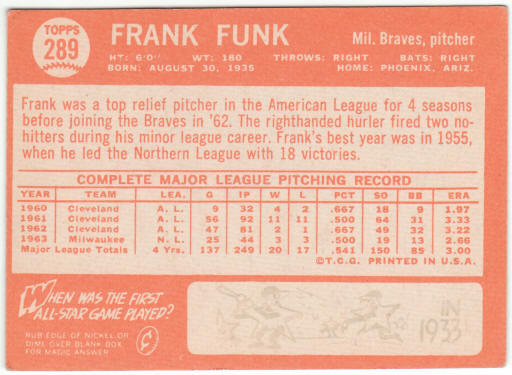 TOPPS
289
FRANK FUNK
Mil. Braves, pitcher
HT: 6'0" WT: 180 THROWS: RIGHT BATS: RIGHT
BORN: AUGUST 30, 1935 HOME: PHOENIX, ARIZ.
Frank was a top relief pitcher in the American League for 4 seasons
before joining the Braves in '62. The righthanded hurler fired two no-
hitters during his minor league career. Frank's best year was in 1955,
when he led the Northern League with 18 victories.
COMPLETE MAJOR LEAGUE PITCHING RECORD
YEAR TEAM LEA. G IP W L PCT SO BB ERA
1960 Cleveland A. L. 9 32 4 2 .667 18 9 1.97
1961 Cleveland A. L. 56 92 11 11 .500 64 31 3.33
1962 Cleveland A. L. 47 81 2 1 .667 49 32 3.22
1963 Milwaukee N. L. 25 44 3 3 .500 19 13 2.66
Major League Totals 4 Yrs. 137 249 20 17 .541 150 85 3.00
©T.C.G. PRINTED IN U.S.A.
WHEN WAS THE FIRST
ALL-STAR GAME PLAYED?
RUB EDGE OF NICKEL OR
DIME OVER BLANK BOX
FOR MAGIC ANSWER
¢
IN
1933